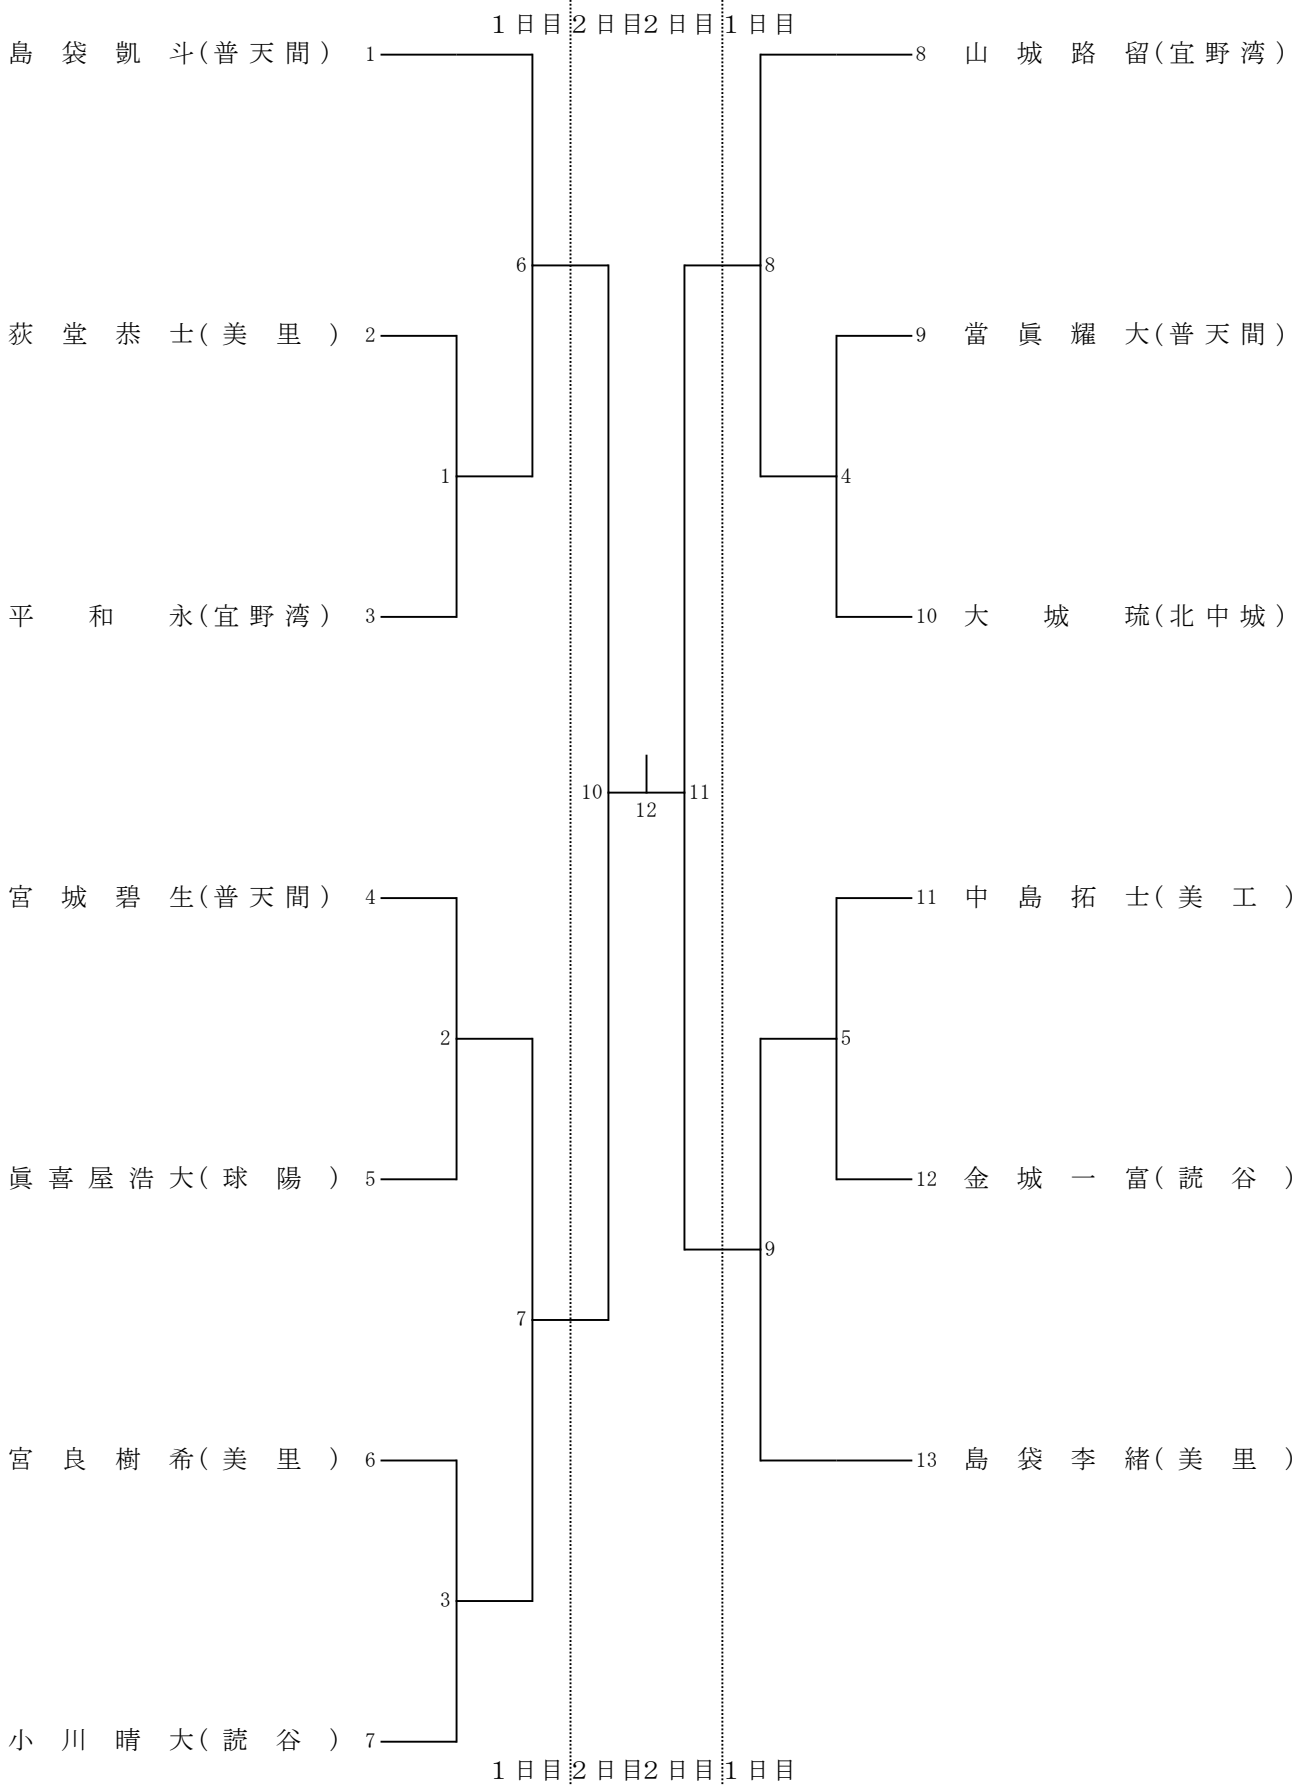 1日目 2日目 2日目 1日目
島袋凱斗(普天間) 1
8 山城路留(宜野湾)
6
8
荻堂恭士(美里) 2
9 當眞耀大(普天間)
1
4
平和永(宜野湾) 3
10 大城琉(北中城)
10
11
12
宮城碧生(普天間) 4
11 中島拓士(美工)
2
5
眞喜屋浩大(球陽) 5
12 金城一富(読谷)
9
7
宮良樹希(美里) 6
13 島袋李緒(美里)
3
小川晴大(読谷) 7
1日目 2日目 2日目 1日目